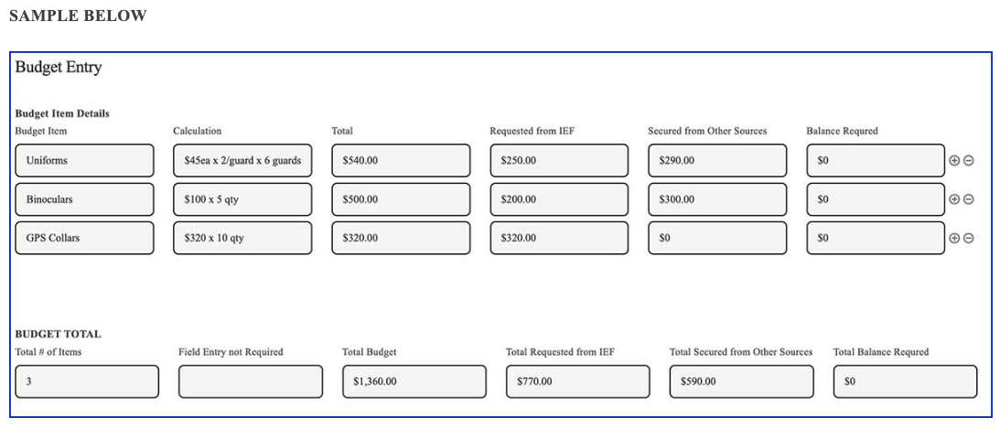 SAMPLE BELOW
Budget Entry
Budget Item Details
Budget Item Calculation Total Requested from IEF Secured from Other Sources Balance Requred
Uniforms $45ea x 2/guard x 6 guards $540.00 $250.00 $290.00 $0
Binoculars $100 x 5 qty $500.00 $200.00 $300.00 $0
GPS Collars $320 x 10 qty $320.00 $320.00 $0 $0
BUDGET TOTAL
Total # of Items Field Entry not Required Total Budget Total Requested from IEF Total Secured from Other Sources Total Balance Requred
3 $1,360.00 $770.00 $590.00 $0